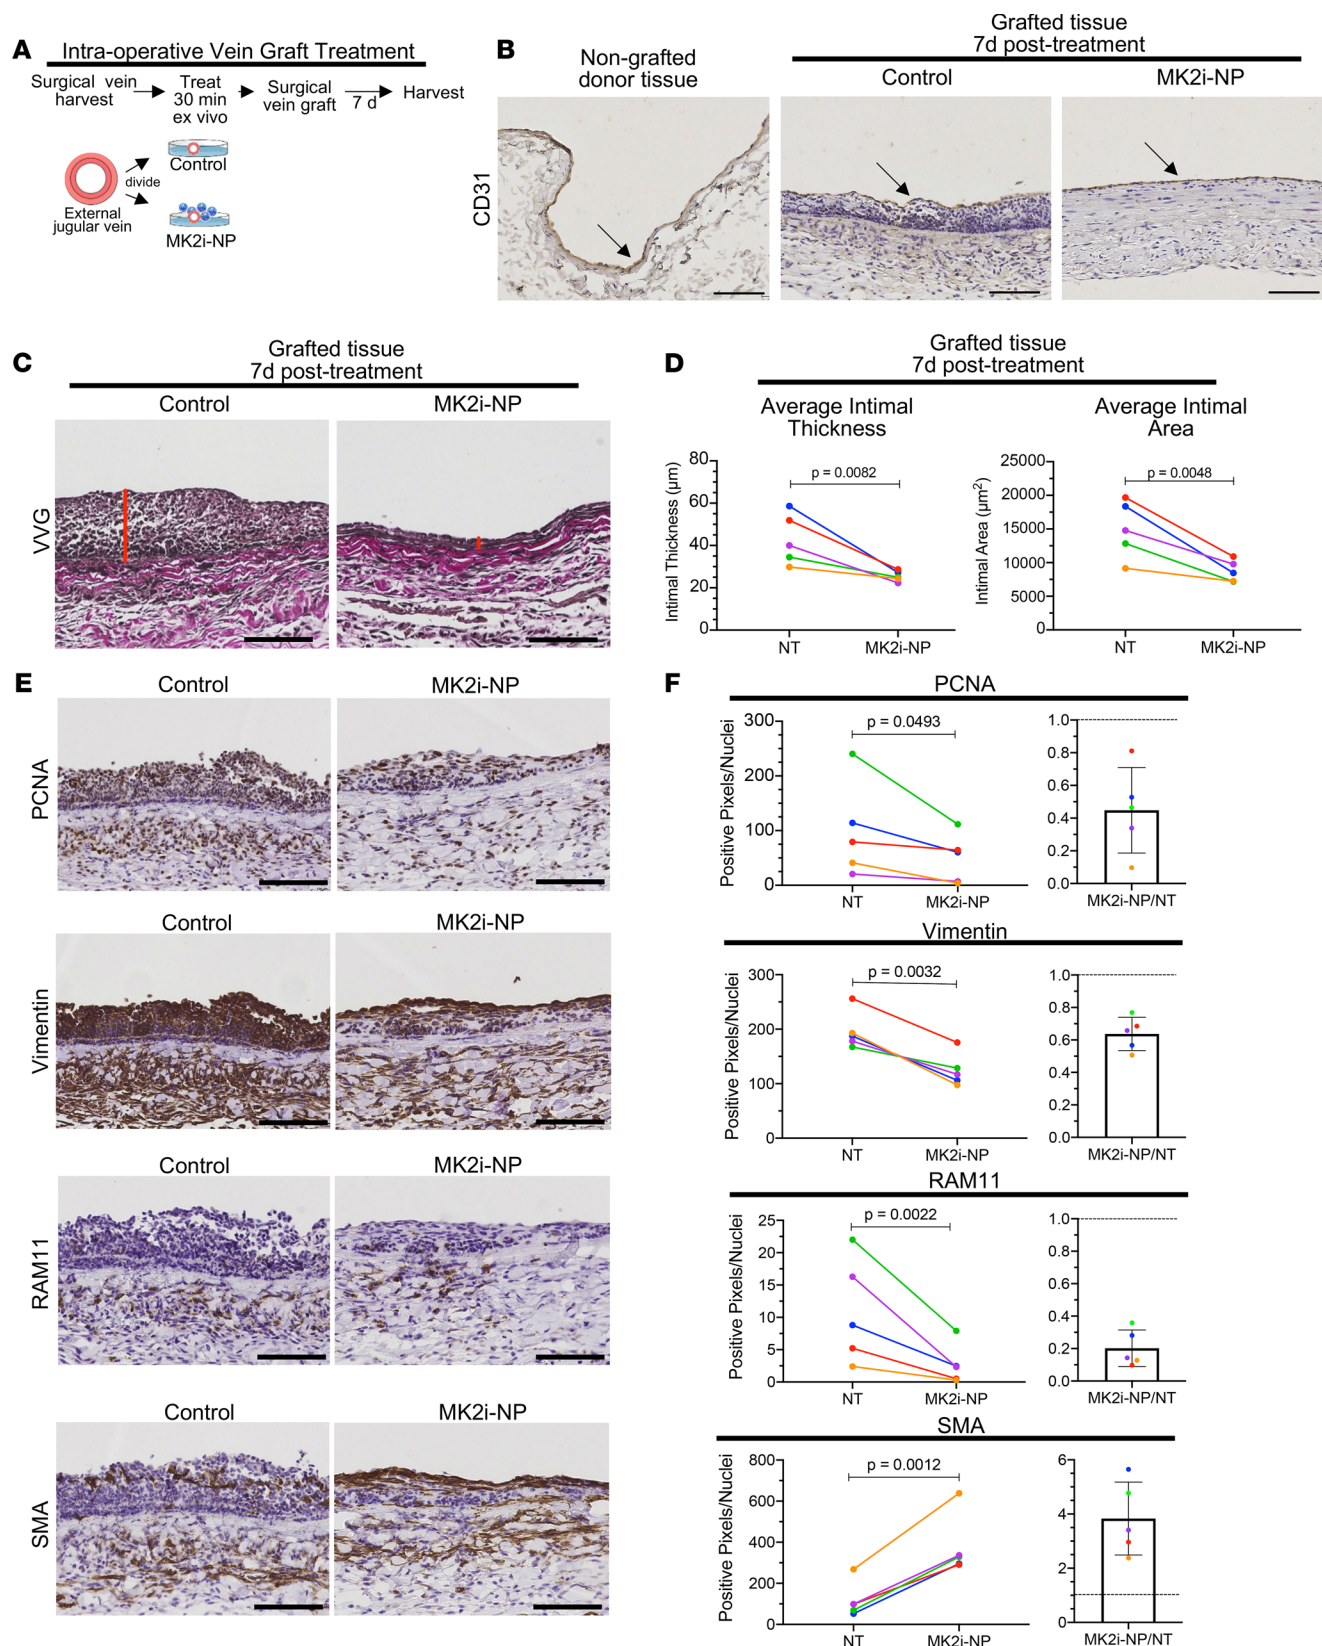 A
Intra-operative Vein Graft Treatment
Surgical vein
harvest
Treat
30 min
ex vivo
Surgical
vein graft
7 d
Harvest
Control
divide
External
jugular vein
MK2i-NP
B
Non-grafted
donor tissue
Grafted tissue
7d post-treatment
Control
MK2i-NP
CD31
C
Grafted tissue
7d post-treatment
Control
MK2i-NP
VVG
D
Grafted tissue
7d post-treatment
Average Intimal
Thickness
Intimal Thickness (µm)
80
60
40
20
0
p = 0.0082
NT
MK2i-NP
Average Intimal
Area
Intimal Area (µm²)
25000
20000
15000
10000
5000
0
p = 0.0048
NT
MK2i-NP
E
Control
MK2i-NP
PCNA
Control
MK2i-NP
Vimentin
Control
MK2i-NP
RAM11
Control
MK2i-NP
SMA
F
PCNA
Positive Pixels/Nuclei
300
200
100
0
p = 0.0493
NT
MK2i-NP
1.0
0.8
0.6
0.4
0.2
0.0
MK2i-NP/NT
Vimentin
Positive Pixels/Nuclei
300
200
100
0
p = 0.0032
NT
MK2i-NP
1.0
0.8
0.6
0.4
0.2
0.0
MK2i-NP/NT
RAM11
Positive Pixels/Nuclei
25
20
15
10
5
0
p = 0.0022
NT
MK2i-NP
1.0
0.8
0.6
0.4
0.2
0.0
MK2i-NP/NT
SMA
Positive Pixels/Nuclei
800
600
400
200
0
p = 0.0012
NT
MK2i-NP
6
4
2
0
MK2i-NP/NT